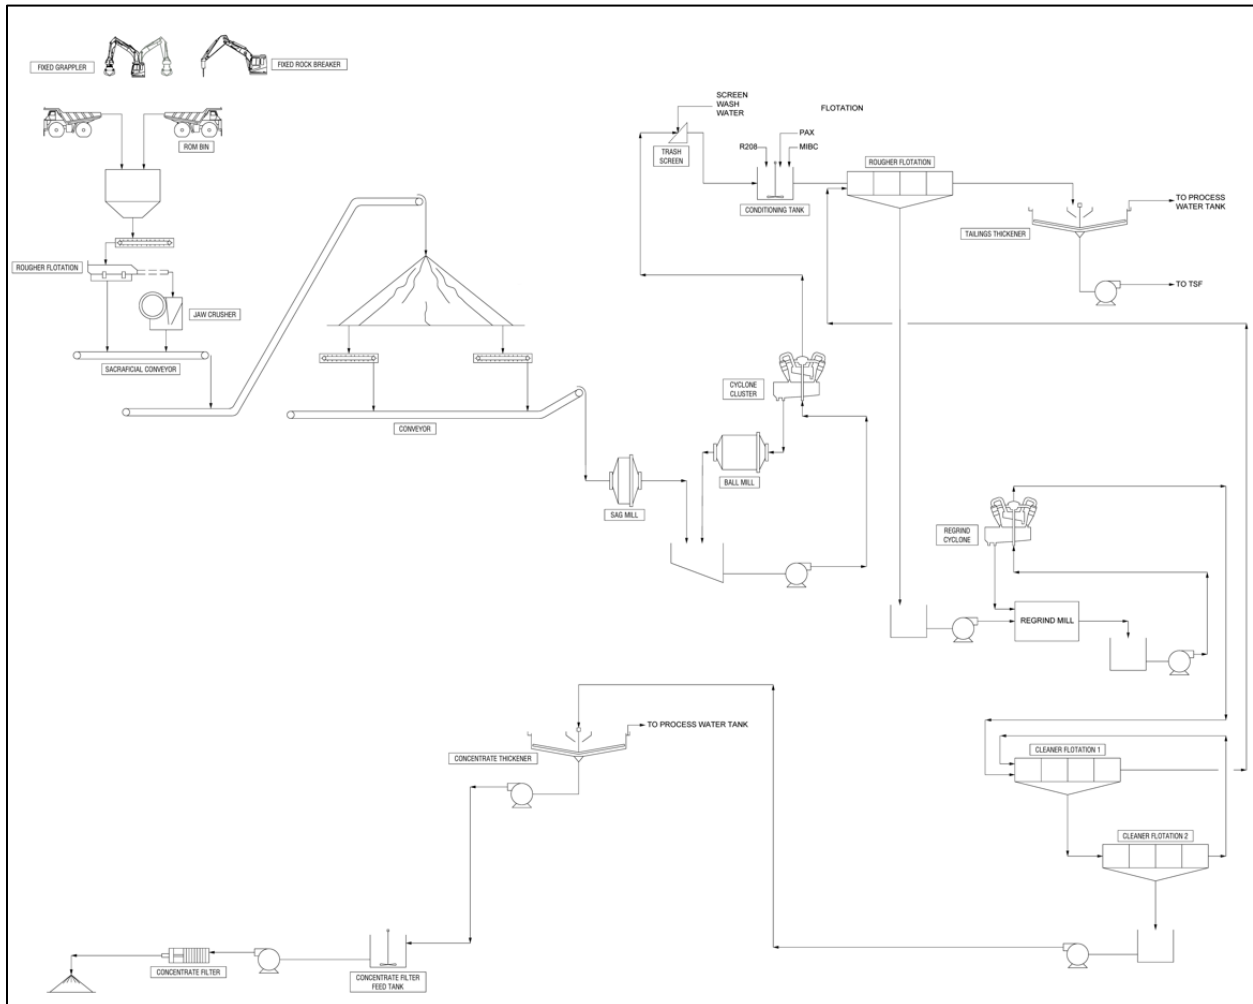 FIXED GRAPPLER
FIXED ROCK BREAKER
ROM BIN
SCREEN
WASH
WATER
FLOTATION
PAX
R208
MIBC
TRASH
SCREEN
CONDITIONING TANK
ROUGHER FLOTATION
TO PROCESS
WATER TANK
TAILINGS THICKENER
TO TSF
ROUGHER FLOTATION
JAW CRUSHER
SACRAFICIAL CONVEYOR
CONVEYOR
CYCLONE
CLUSTER
BALL MILL
SAG MILL
REGRIND
CYCLONE
REGRIND MILL
TO PROCESS WATER TANK
CONCENTRATE THICKENER
CLEANER FLOTATION 1
CLEANER FLOTATION 2
CONCENTRATE FILTER
CONCENTRATE FILTER
FEED TANK